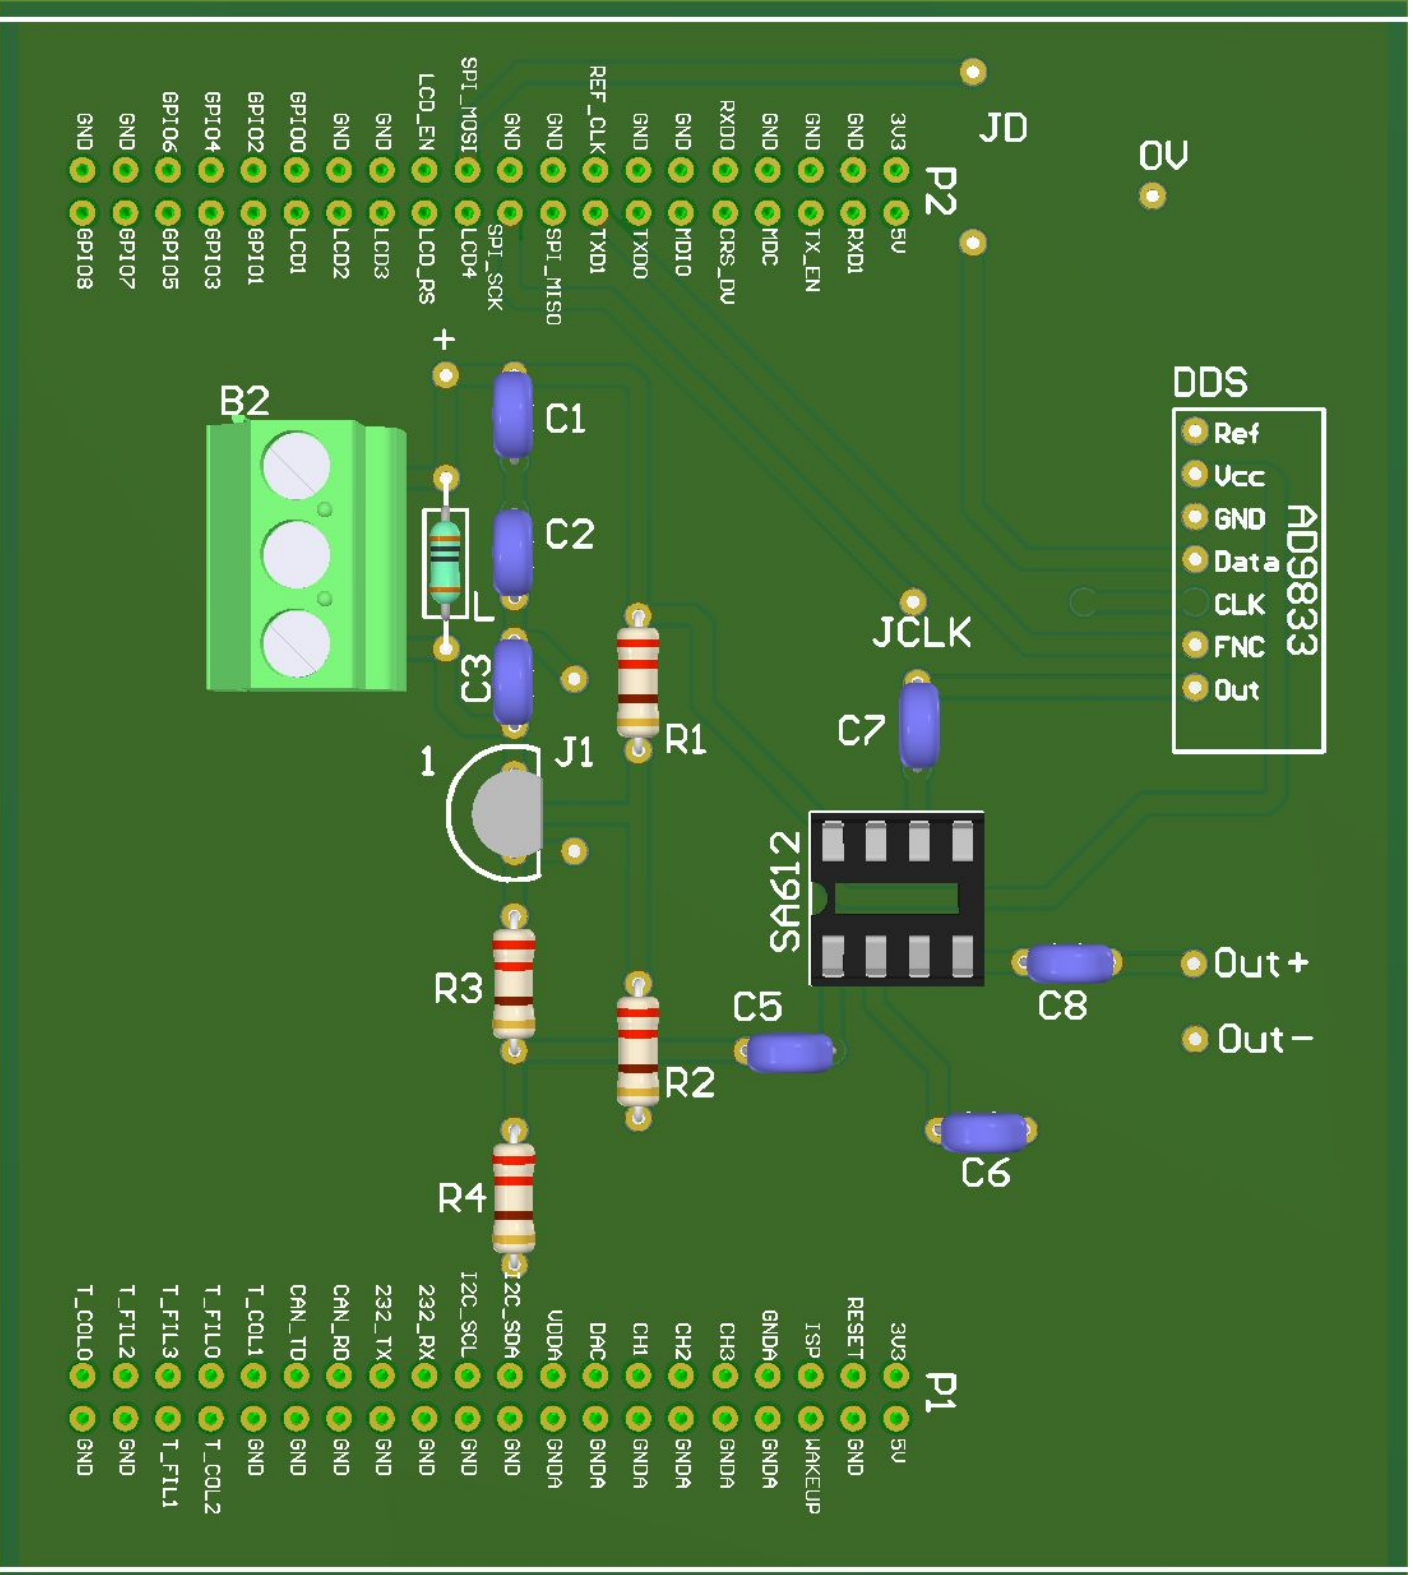 GND GND GPIO6 GPIO4 GPIO2 GPIO0 GND GND LCD_EN SPI_MOSI GND GND REF_CLK GND GND RXD0 GND GND GND 3V3
P2
GPIO8 GPIO7 GPIO5 GPIO3 GPIO1 LCD1 LCD2 LCD3 LCD_RS LCD4 SPI_SCK SPI_MISO TXD1 TXD0 MDIO CRS_DV MDC TX_EN RXD1 5V
JD
0V
+
B2
C1
C2
L
C3
1
J1
R1
R3
R2
R4
JCLK
C7
SA612
C5
C8
C6
DDS
Ref
Vcc
GND
Data
CLK
FNC
Out
AD9833
Out+
Out-
T_COL0 T_FIL2 T_FIL3 T_FIL0 T_COL1 CAN_TD CAN_RD 232_TX 232_RX I2C_SCL I2C_SDA VDDA DAC CH1 CH2 CH3 GNDA ISP RESET 3V3
P1
GND GND T_FIL1 T_COL2 GND GND GND GND GND GND GND GNDA GNDA GNDA GNDA GNDA GNDA WAKEUP GND 5V